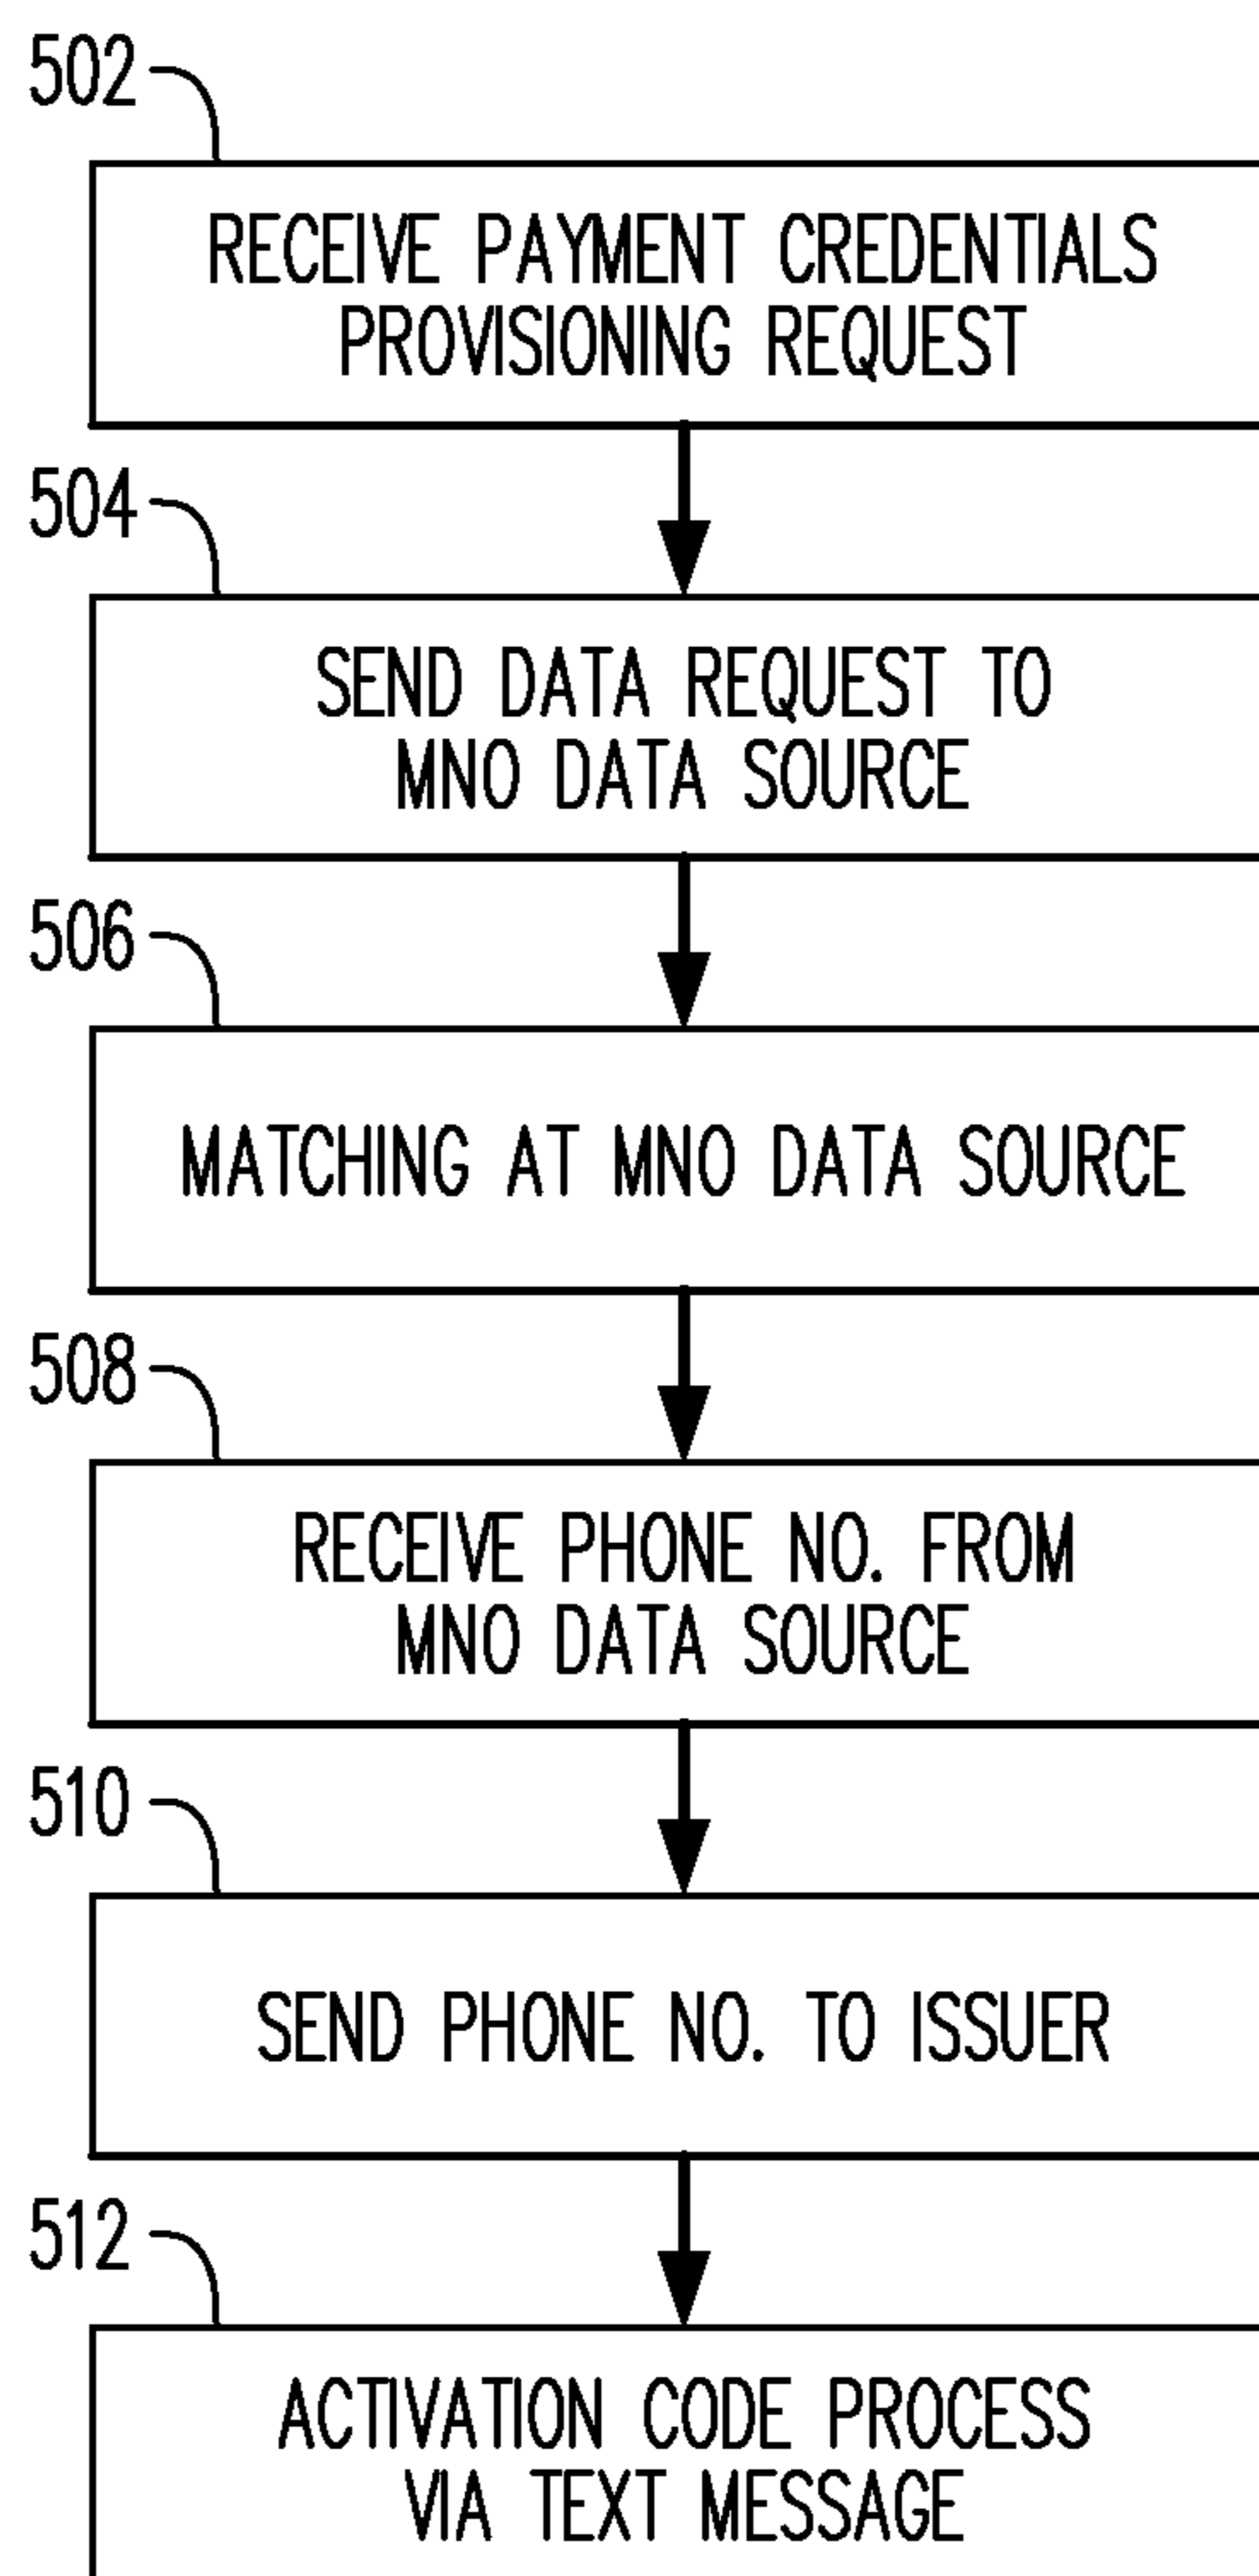 502
RECEIVE PAYMENT CREDENTIALS
PROVISIONING REQUEST
504
SEND DATA REQUEST TO
MNO DATA SOURCE
506
MATCHING AT MNO DATA SOURCE
508
RECEIVE PHONE NO. FROM
MNO DATA SOURCE
510
SEND PHONE NO. TO ISSUER
512
ACTIVATION CODE PROCESS
VIA TEXT MESSAGE